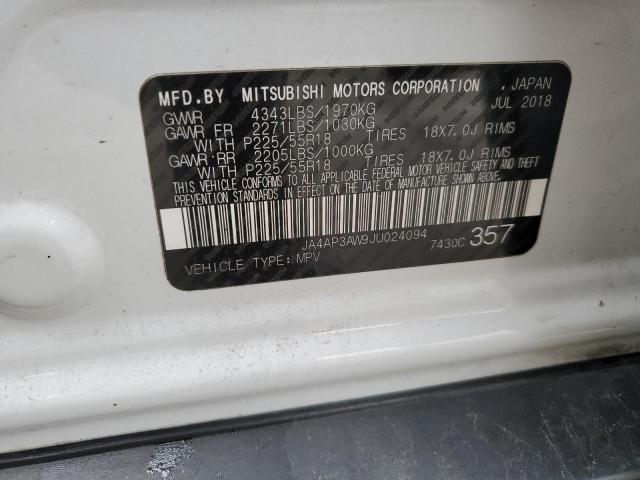 MFD.BY MITSUBISHI MOTORS CORPORATION , JAPAN
GVWR 4343LBS/1970KG JUL 2018
GAWR FR 2271LBS/1030KG
WITH P225/55R18 TIRES 18X7.0J RIMS
GAWR RR 2205LBS/1000KG
WITH P225/55R18 TIRES 18X7.0J RIMS
THIS VEHICLE CONFORMS TO ALL APPLICABLE FEDERAL MOTOR VEHICLE SAFETY AND THEFT
PREVENTION STANDARDS IN EFFECT ON THE DATE OF MANUFACTURE SHOWN ABOVE.
JA4AP3AW9JU024094
7430C 357
VEHICLE TYPE: MPV